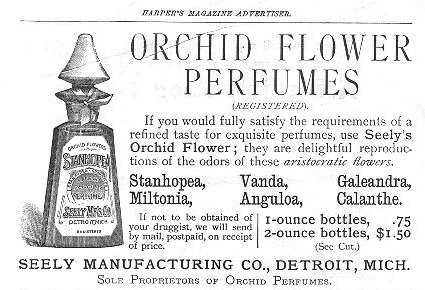 HARPER'S MAGAZINE ADVERTISER.
ORCHID FLOWER
PERFUMES
(REGISTERED).
If you would fully satisfy the requirements of a
refined taste for exquisite perfumes, use Seely's
Orchid Flower; they are delightful reproduc-
tions of the odors of these aristocratic flowers.
Stanhopea, Vanda, Galeandra,
Miltonia, Anguloa, Calanthe.
If not to be obtained of
your druggist, we will send
by mail, postpaid, on receipt
of price.
1-ounce bottles, .75
2-ounce bottles, $1.50
(See Cut.)
ORCHID FLOWERS
STANHOPEA
PERFUME
SEELY M'F'G CO
DETROIT, MICH.
REGISTERED
SEELY MANUFACTURING CO., DETROIT, MICH.
SOLE PROPRIETORS OF ORCHID PERFUMES.